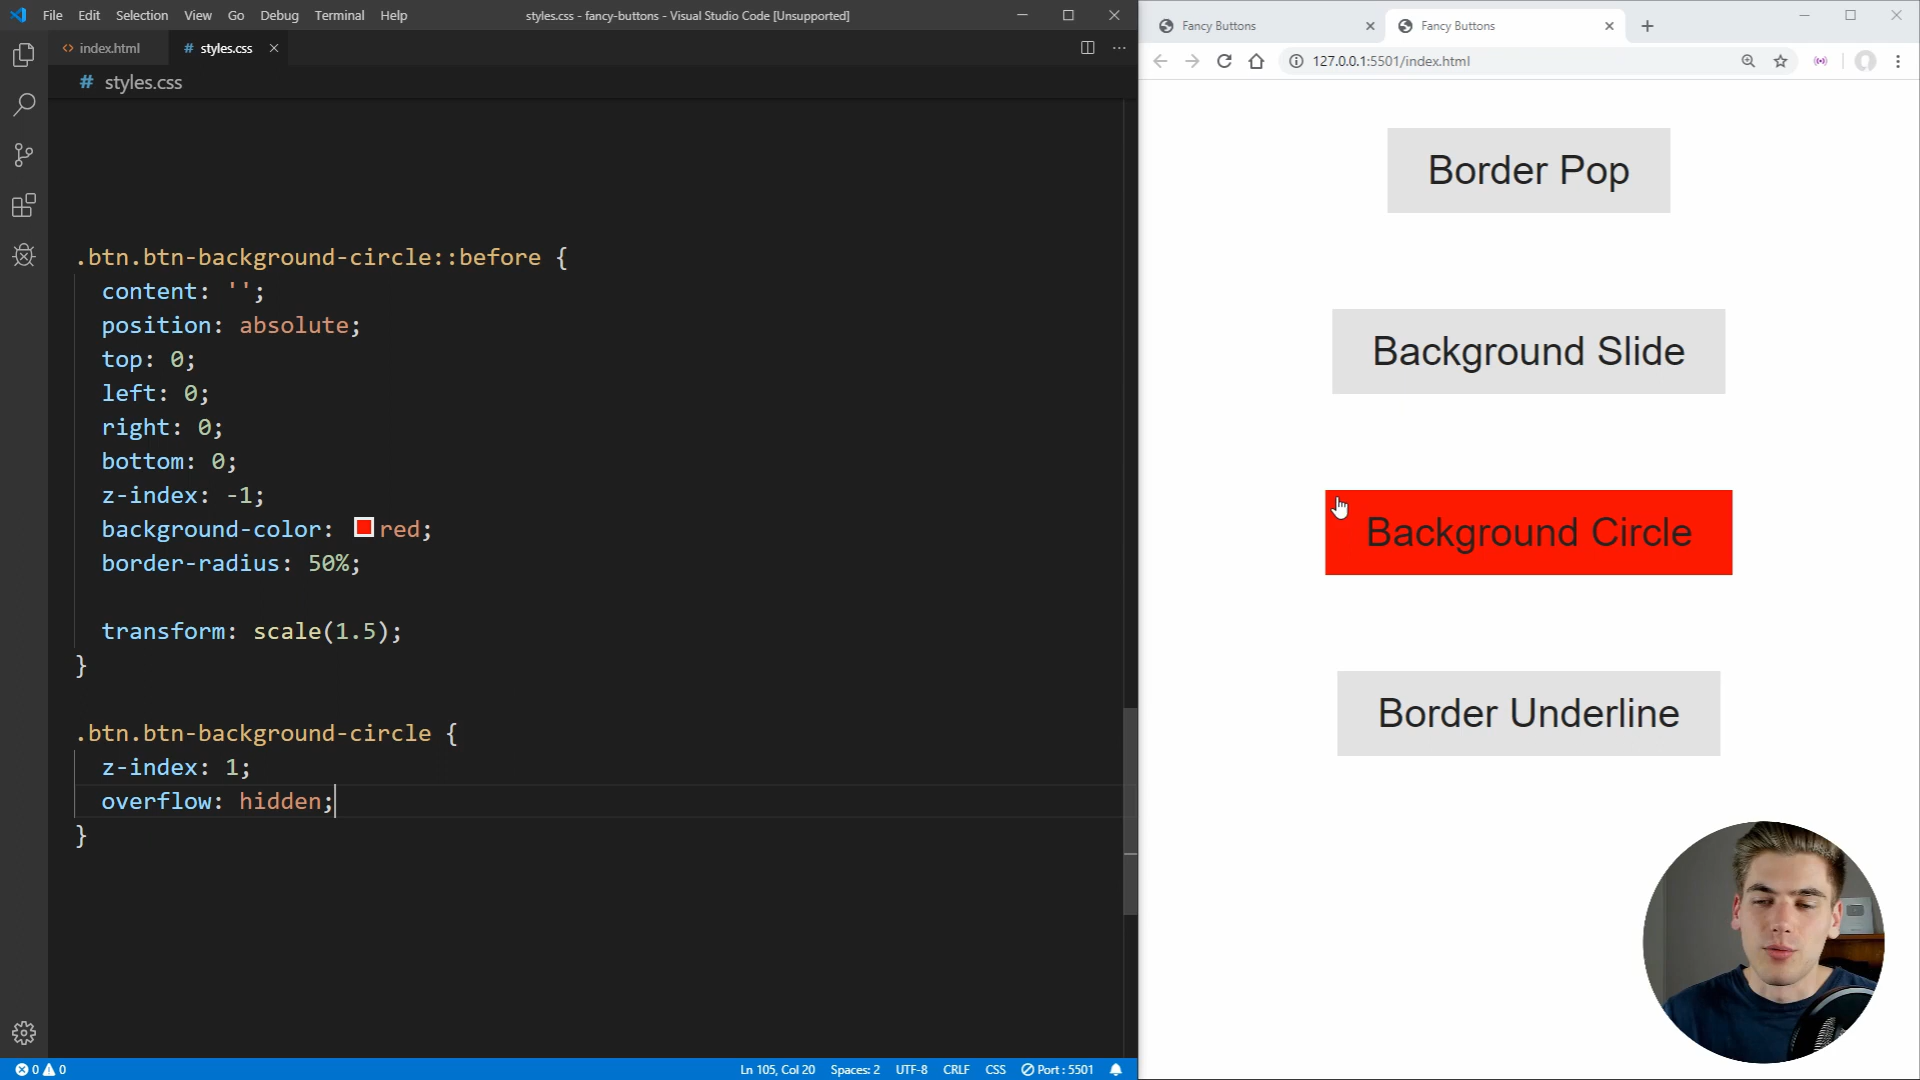 File Edit Selection View Go Debug Terminal Help
styles.css - fancy-buttons - Visual Studio Code [Unsupported]
index.html
# styles.css
# styles.css
.btn.btn-background-circle::before {
content: '';
position: absolute;
top: 0;
left: 0;
right: 0;
bottom: 0;
z-index: -1;
background-color: red;
border-radius: 50%;
transform: scale(1.5);
}
.btn.btn-background-circle {
z-index: 1;
overflow: hidden;
}
0 0
Ln 105, Col 20 Spaces: 2 UTF-8 CRLF CSS Port : 5501
Fancy Buttons
Fancy Buttons
127.0.0.1:5501/index.html
Border Pop
Background Slide
Background Circle
Border Underline